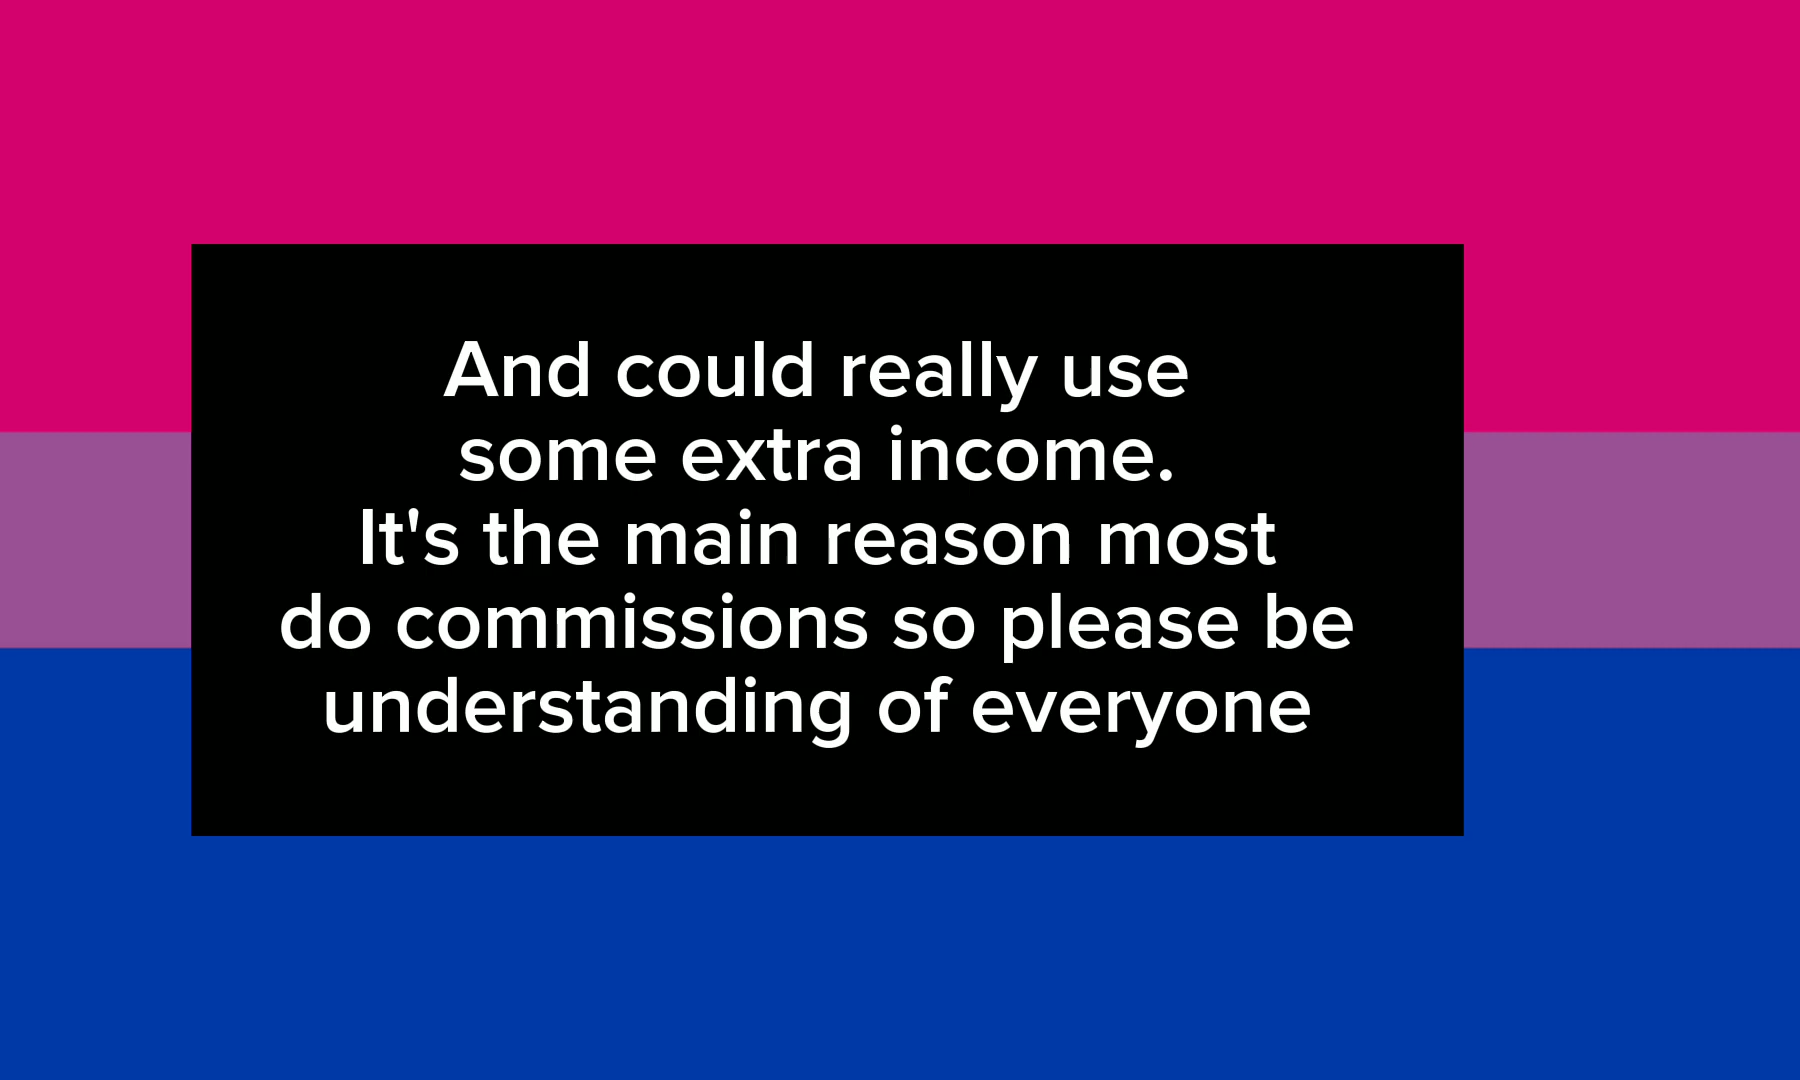 And could really use
some extra income.
It's the main reason most
do commissions so please be
understanding of everyone